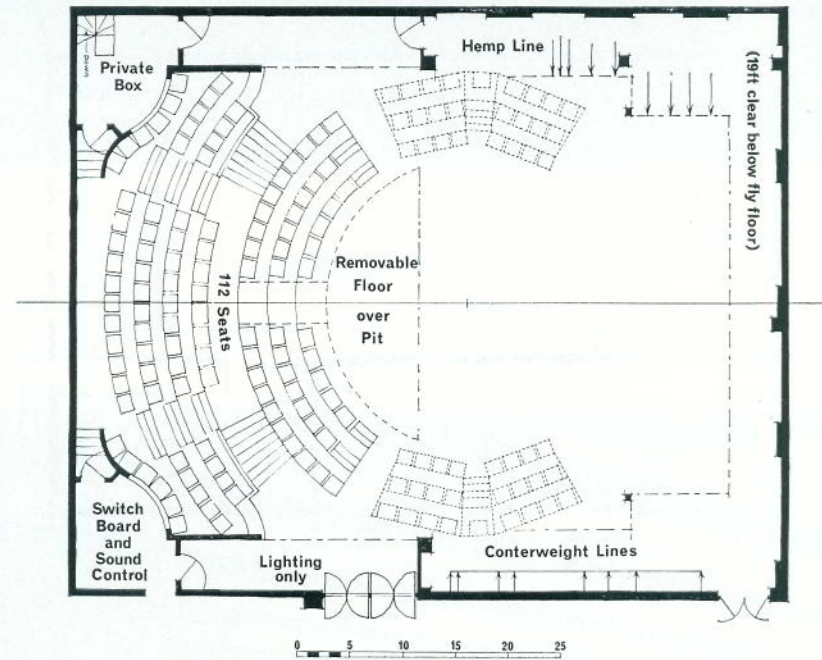 Down
Private
Box
Hemp Line
(19ft clear below fly floor)
112 Seats
Removable
Floor
over
Pit
Switch
Board
and
Sound
Control
Lighting
only
Conterweight Lines
0 5 10 15 20 25